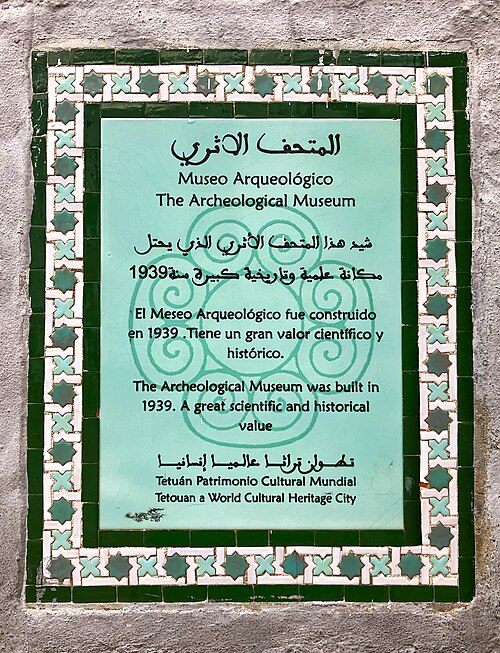 المتحف الاثري
Museo Arqueológico
The Archeological Museum
شيد هذا المتحف الأثري الذي يحتل
مكانة علمية وتاريخية كبيرة سنة 1939
El Meseo Arqueológico fue construido
en 1939 .Tiene un gran valor científico y
histórico.
The Archeological Museum was built in
1939. A great scientific and historical
value
تطوان تراثا عالميا إنسانيا
Tetuán Patrimonio Cultural Mundial
Tetouan a World Cultural Heritage City